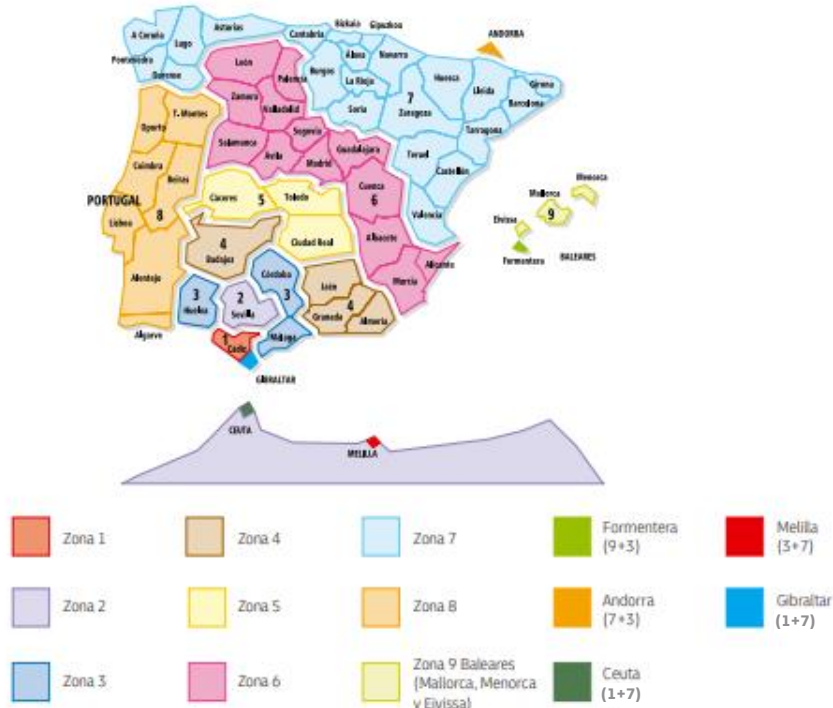 Bizkaia Gipuzkoa
A Coruña Lugo Asturias Cantabria ANDORRA
Pontevedra León Álava Navarra
Ourense Palencia Burgos La Rioja Huesca Girona
Zamora Valladolid 7 Lleida
T. Montes Soria Zaragoza Barcelona
Oporto Segovia Tarragona
Salamanca Ávila Guadalajara
Coimbra Madrid Teruel
Beiras Castellón Menorca
Cuenca Mallorca
PORTUGAL Cáceres 5 Toledo 6
8 Valencia Eivissa 9
Lisboa Albacete
4 Ciudad Real Formentera BALEARES
Badajoz Alicante
Alentejo Córdoba Jaén Murcia
3 2 3
Huelva Sevilla 4
Granada Almería
Algarve 1 Málaga
Cádiz
GIBRALTAR
CEUTA
MELILLA
Zona 1 Zona 4 Zona 7 Formentera Melilla
(9+3) (3+7)
Zona 2 Zona 5 Zona 8 Andorra Gibraltar
(7+3) (1+7)
Zona 3 Zona 6 Zona 9 Baleares Ceuta
(Mallorca, Menorca (1+7)
y Eivissa)